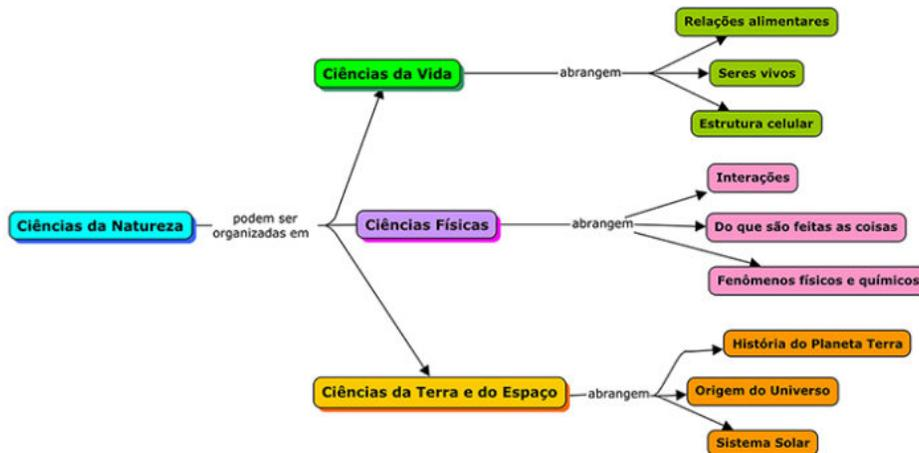 Relações alimentares
Ciências da Vida
abrangem
Seres vivos
Estrutura celular
Interações
Ciências da Natureza
podem ser
organizadas em
Ciências Físicas
abrangem
Do que são feitas as coisas
Fenômenos físicos e químicos
História do Planeta Terra
Ciências da Terra e do Espaço
abrangem
Origem do Universo
Sistema Solar